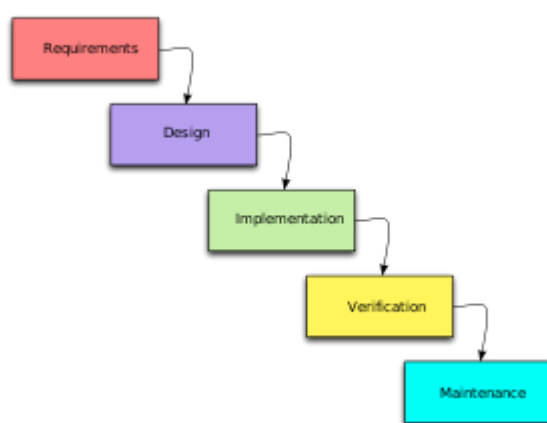 Requirements
Design
Implementation
Verification
Maintenance